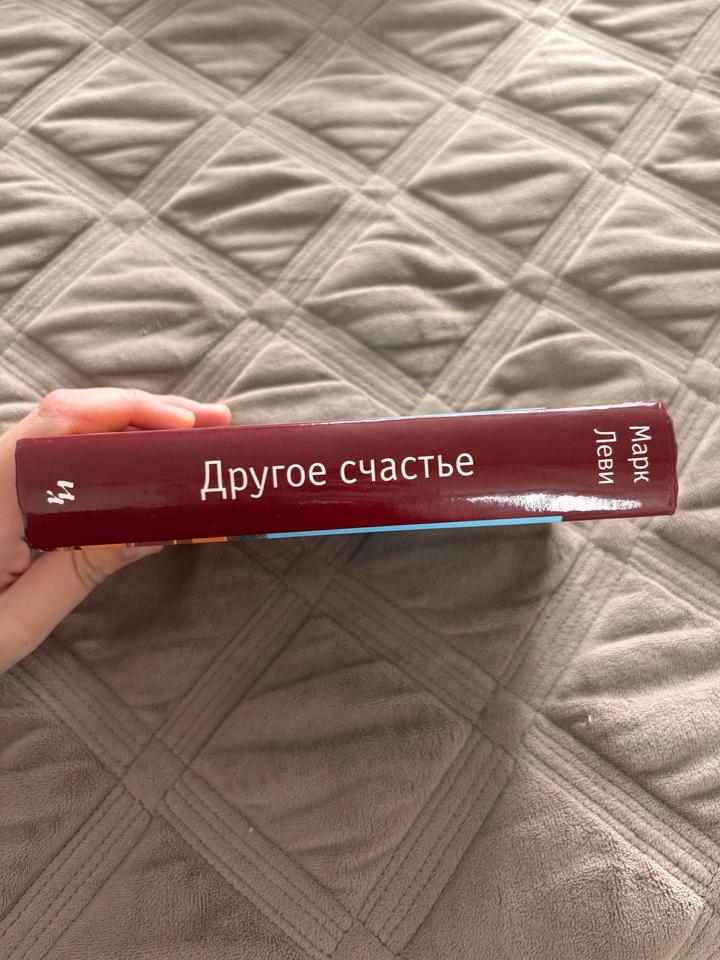 Другое счастье
Марк
Леви